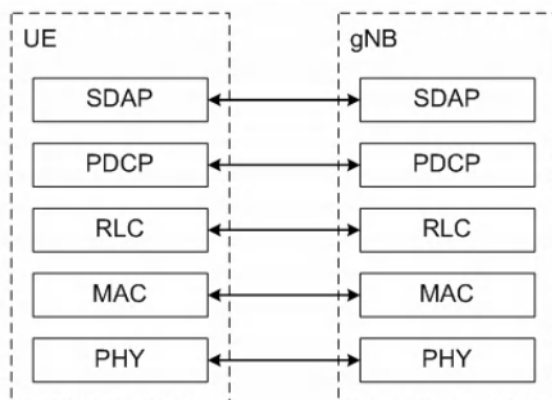 UE gNB
SDAP SDAP
PDCP PDCP
RLC RLC
MAC MAC
PHY PHY